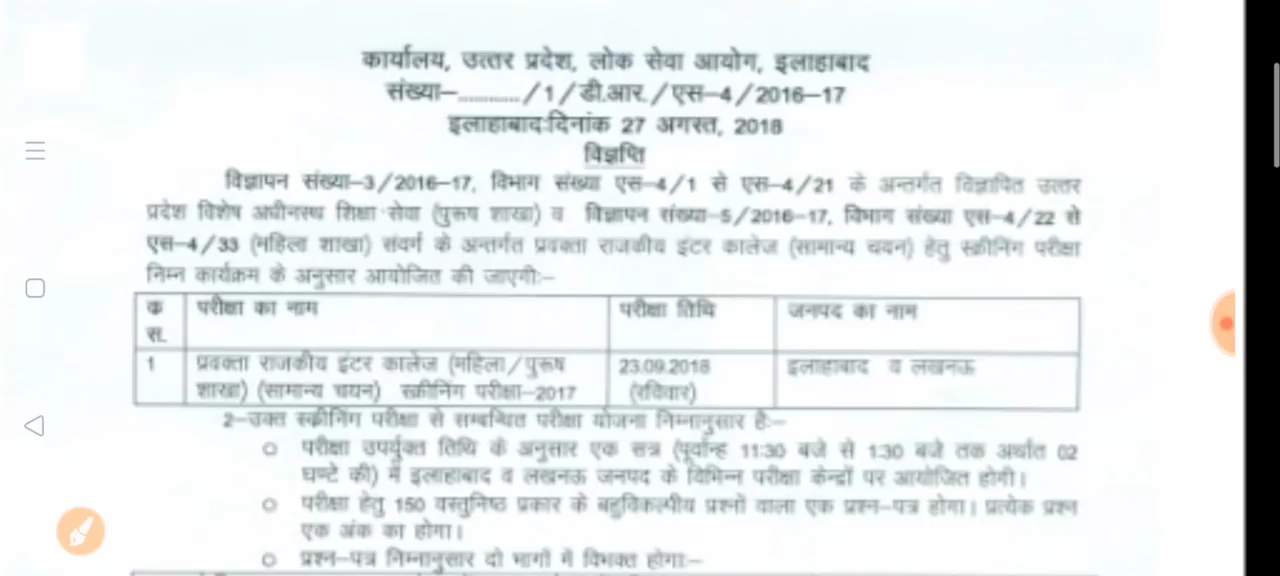 कार्यालय, उत्तर प्रदेश, लोक सेवा आयोग, इलाहाबाद
संख्या–............/1/डी.आर./एस–4/2016–17
इलाहाबाद:दिनांक 27 अगस्त, 2018
विज्ञप्ति
विज्ञापन संख्या–3/2016–17, विभाग संख्या एस–4/1 से एस–4/21 के अन्तर्गत विज्ञापित उत्तर
प्रदेश विशेष अधीनस्थ शिक्षा सेवा (पुरूष शाखा) व विज्ञापन संख्या–5/2016–17, विभाग संख्या एस–4/22 से
एस–4/33 (महिला शाखा) संवर्ग के अन्तर्गत प्रवक्ता राजकीय इंटर कालेज (सामान्य चयन) हेतु स्क्रीनिंग परीक्षा
निम्न कार्यक्रम के अनुसार आयोजित की जाएगी:–
क्र स. परीक्षा का नाम परीक्षा तिथि जनपद का नाम
1 प्रवक्ता राजकीय इंटर कालेज (महिला/पुरूष 23.09.2018 इलाहाबाद व लखनऊ
शाखा) (सामान्य चयन) स्क्रीनिंग परीक्षा–2017 (रविवार)
2–उक्त स्क्रीनिंग परीक्षा से सम्बन्धित परीक्षा योजना निम्नानुसार है:–
o परीक्षा उपर्युक्त तिथि के अनुसार एक सत्र (पूर्वान्ह 11:30 बजे से 1:30 बजे तक अर्थात 02
घण्टे की) में इलाहाबाद व लखनऊ जनपद के विभिन्न परीक्षा केन्द्रों पर आयोजित होगी।
o परीक्षा हेतु 150 वस्तुनिष्ठ प्रकार के बहुविकल्पीय प्रश्नों वाला एक प्रश्न–पत्र होगा। प्रत्येक प्रश्न
एक अंक का होगा।
o प्रश्न–पत्र निम्नानुसार दो भागों में विभक्त होगा:–